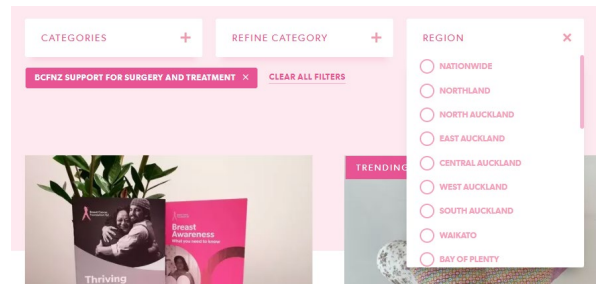 CATEGORIES +
REFINE CATEGORY +
REGION ×
BCFNZ SUPPORT FOR SURGERY AND TREATMENT ×
CLEAR ALL FILTERS
NATIONWIDE
NORTHLAND
NORTH AUCKLAND
EAST AUCKLAND
CENTRAL AUCKLAND
WEST AUCKLAND
SOUTH AUCKLAND
WAIKATO
BAY OF PLENTY
TRENDING
Breast
Awareness
What you need to know
Thriving